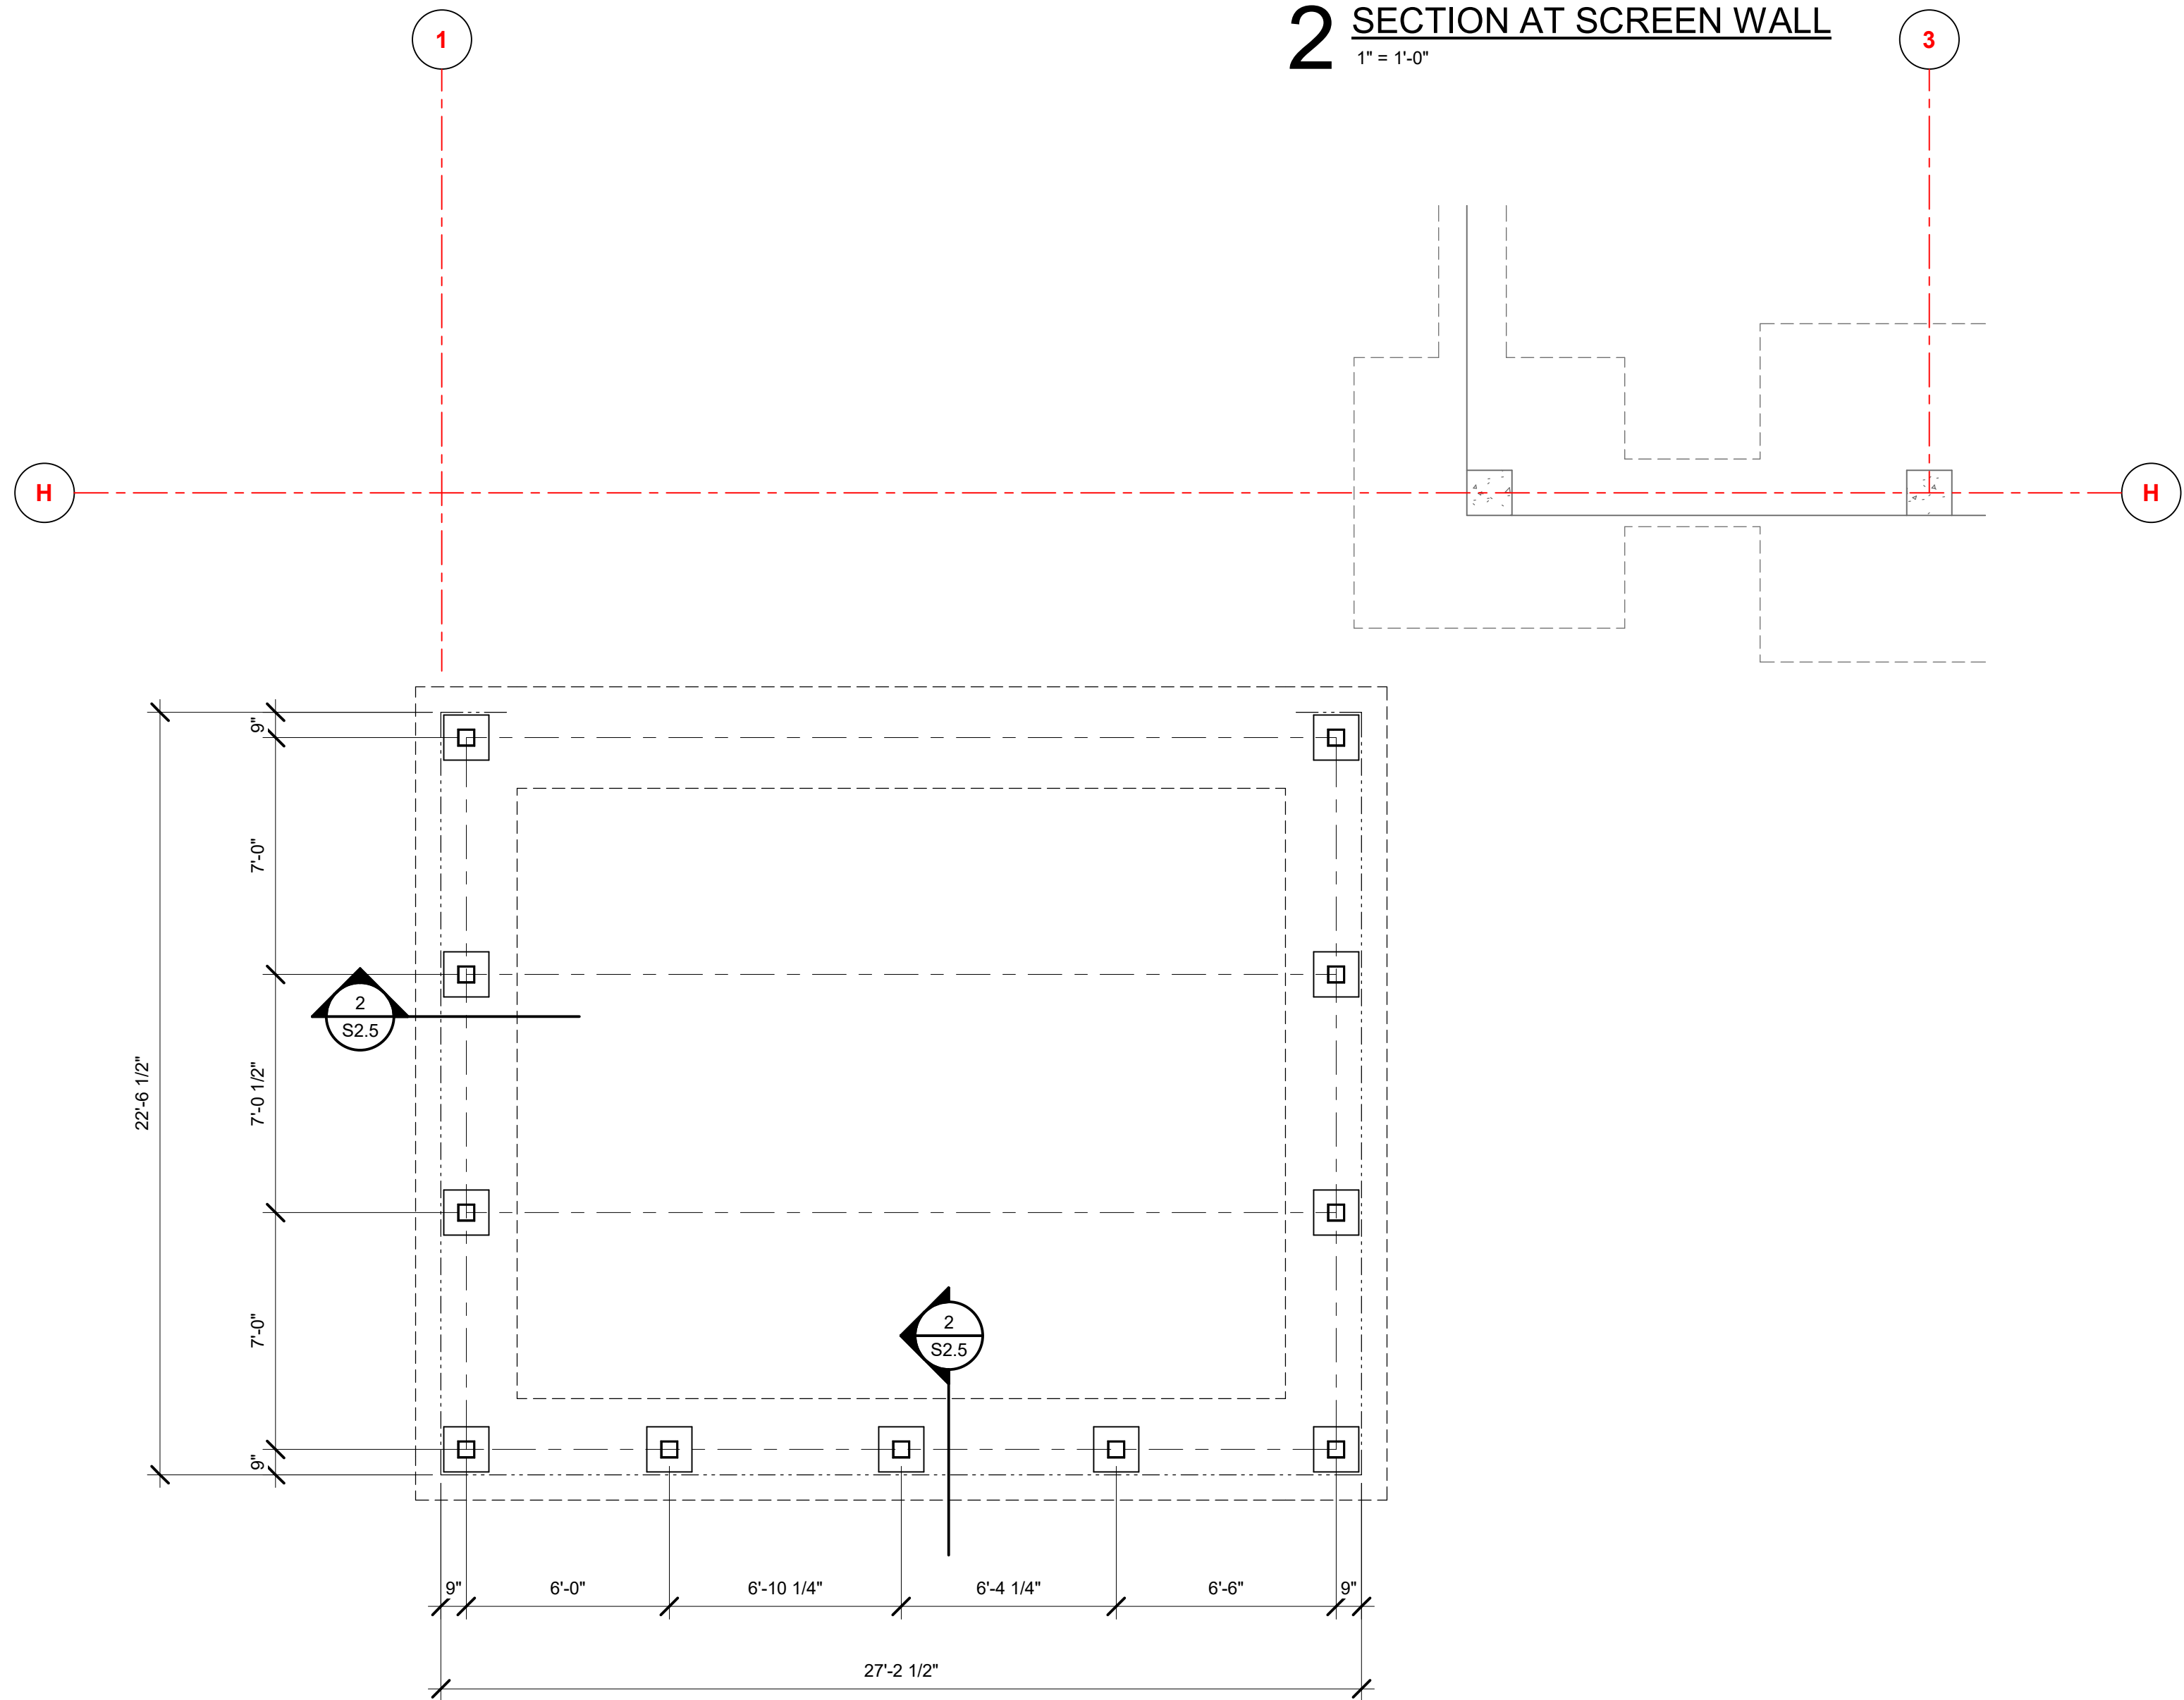 2 SECTION AT SCREEN WALL
1" = 1'-0"
1
3
H
H
9"
7'-0"
2
S2.5
22'-6 1/2"
7'-0 1/2"
7'-0"
2
S2.5
9"
9"
6'-0"
6'-10 1/4"
6'-4 1/4"
6'-6"
9"
27'-2 1/2"